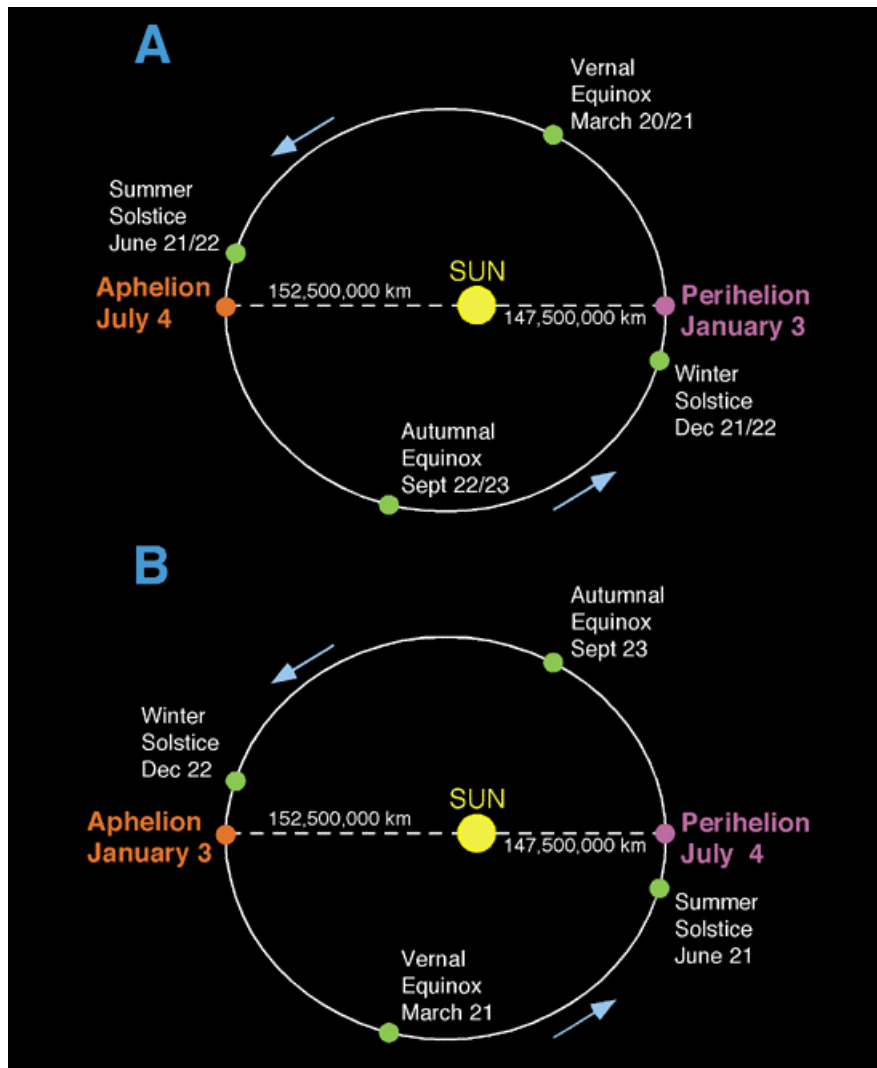 A
Vernal
Equinox
March 20/21
Summer
Solstice
June 21/22
SUN
152,500,000 km
Aphelion
July 4
147,500,000 km
Perihelion
January 3
Winter
Solstice
Dec 21/22
Autumnal
Equinox
Sept 22/23
B
Autumnal
Equinox
Sept 23
Winter
Solstice
Dec 22
SUN
152,500,000 km
Aphelion
January 3
147,500,000 km
Perihelion
July 4
Summer
Solstice
June 21
Vernal
Equinox
March 21